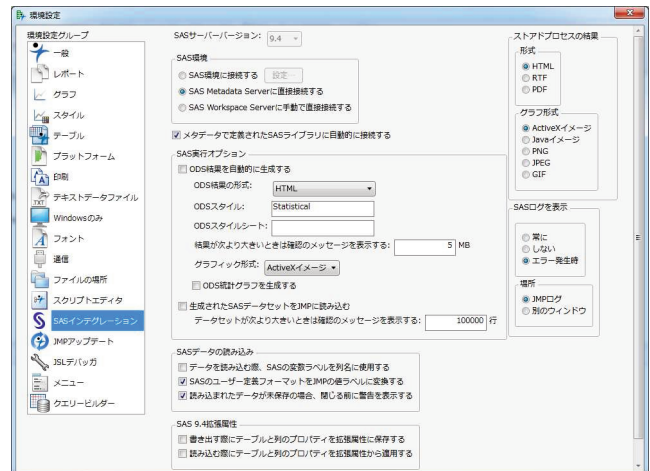 環境設定
環境設定グループ
一般
レポート
グラフ
スタイル
テーブル
プラットフォーム
印刷
テキストデータファイル
Windowsのみ
フォント
通信
ファイルの場所
スクリプトエディタ
SASインテグレーション
JMPアップデート
JSLデバッガ
メニュー
クエリービルダー
SASサーバーバージョン: 9.4
SAS環境
SAS環境に接続する 設定...
SAS Metadata Serverに直接接続する
SAS Workspace Serverに手動で直接接続する
メタデータで定義されたSASライブラリに自動的に接続する
SAS実行オプション
ODS結果を自動的に生成する
ODS結果の形式: HTML
ODSスタイル: Statistical
ODSスタイルシート:
結果が次より大きいときは確認のメッセージを表示する: 5 MB
グラフィック形式: ActiveXイメージ
ODS統計グラフを生成する
生成されたSASデータセットをJMPに読み込む
データセットが次より大きいときは確認のメッセージを表示する: 100000 行
SASデータの読み込み
データを読み込む際、SASの変数ラベルを列名に使用する
SASのユーザー定義フォーマットをJMPの値ラベルに変換する
読み込まれたデータが未保存の場合、閉じる前に警告を表示する
SAS 9.4拡張属性
書き出す際にテーブルと列のプロパティを拡張属性に保存する
読み込む際にテーブルと列のプロパティを拡張属性から適用する
ストアドプロセスの結果
形式
HTML
RTF
PDF
グラフ形式
ActiveXイメージ
Javaイメージ
PNG
JPEG
GIF
SASログを表示
常に
しない
エラー発生時
場所
JMPログ
別のウィンドウ